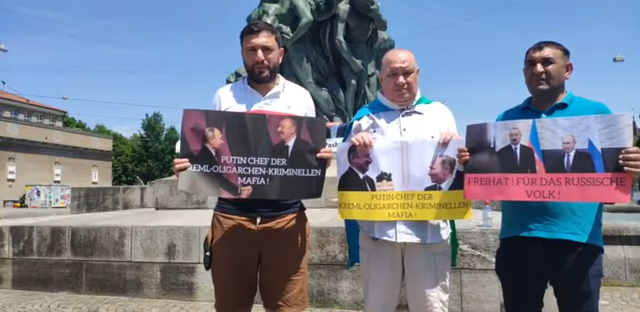 PUTIN CHEF DER
KREML-OLIGARCHEN-KRIMINELLEN
MAFIA !
PUTIN CHEF DER
KREML-OLIGARCHEN-KRIMINELLEN
MAFIA !
FREIHAT ! FÜR DAS RUSSISCHE
VOLK !